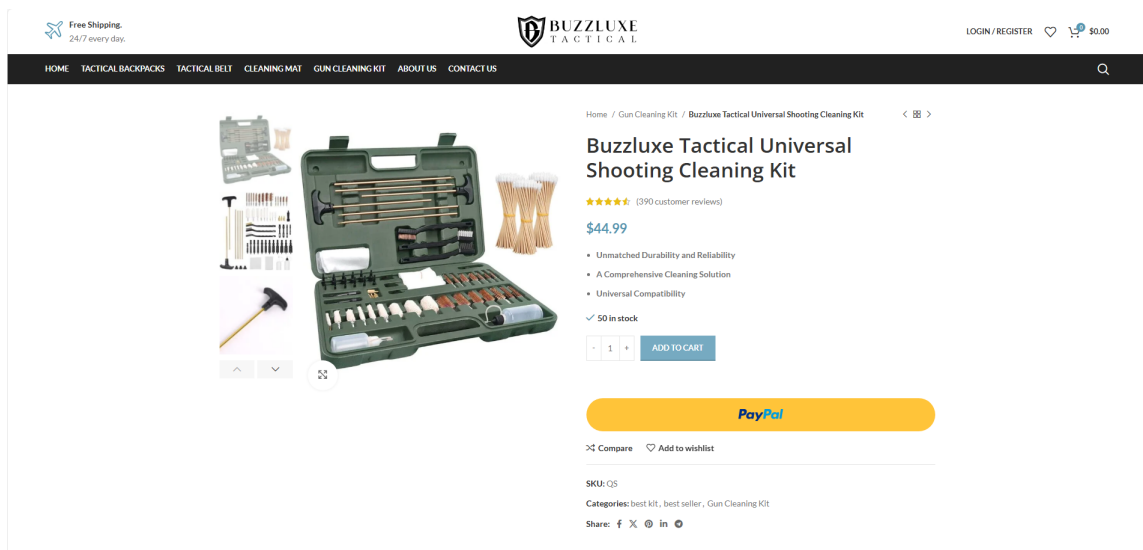 Free Shipping.
24/7 every day.
BUZZLUXE
TACTICAL
LOGIN / REGISTER
0
$0.00
HOME TACTICAL BACKPACKS TACTICAL BELT CLEANING MAT GUN CLEANING KIT ABOUT US CONTACT US
Home / Gun Cleaning Kit / Buzzluxe Tactical Universal Shooting Cleaning Kit
Buzzluxe Tactical Universal
Shooting Cleaning Kit
(390 customer reviews)
$44.99
• Unmatched Durability and Reliability
• A Comprehensive Cleaning Solution
• Universal Compatibility
50 in stock
- 1 +
ADD TO CART
PayPal
Compare
Add to wishlist
SKU: QS
Categories: best kit, best seller, Gun Cleaning Kit
Share: